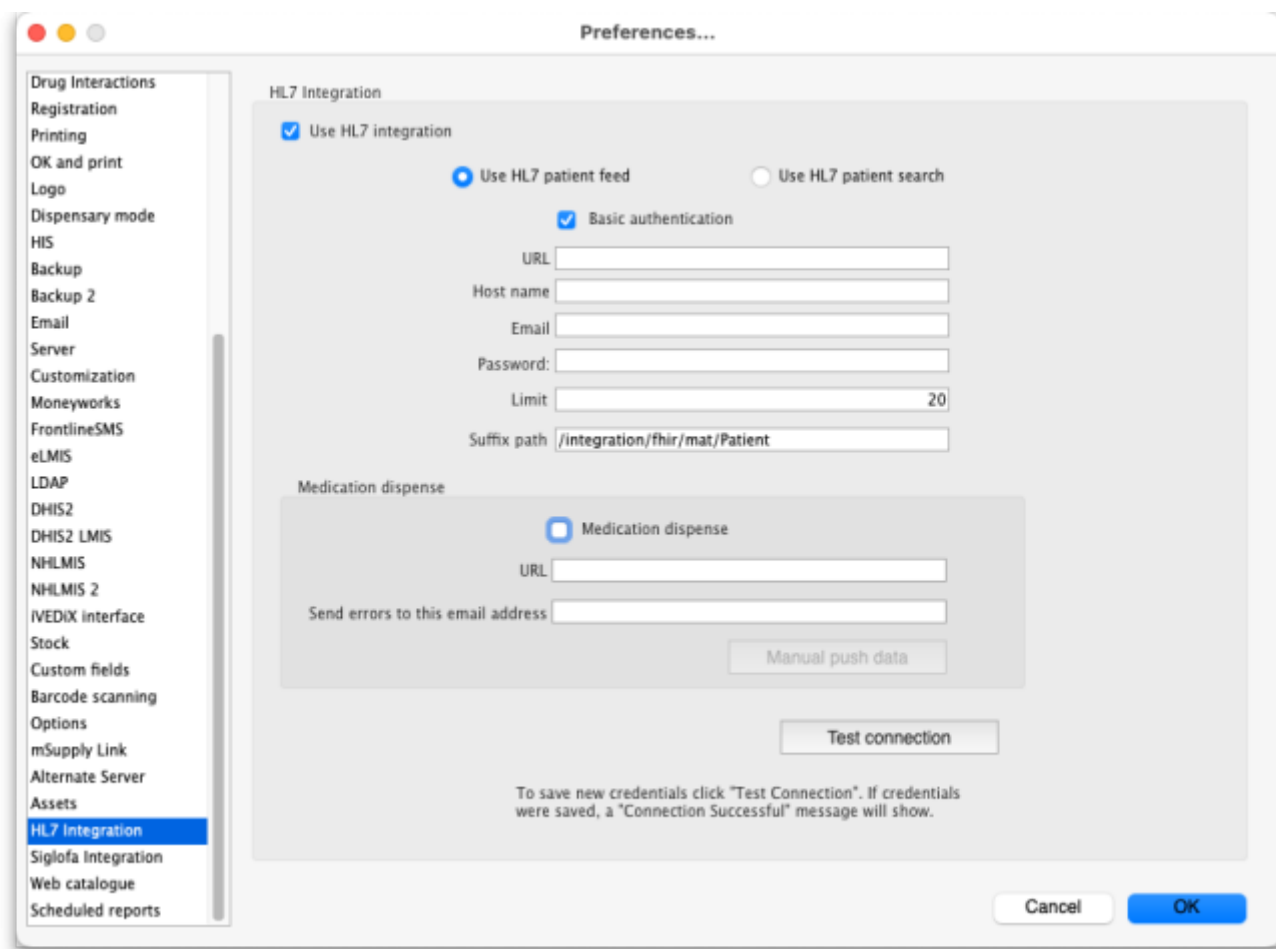 Preferences...
Drug Interactions
Registration
Printing
OK and print
Logo
Dispensary mode
HIS
Backup
Backup 2
Email
Server
Customization
Moneyworks
FrontlineSMS
eLMIS
LDAP
DHIS2
DHIS2 LMIS
NHLMIS
NHLMIS 2
iVEDiX interface
Stock
Custom fields
Barcode scanning
Options
mSupply Link
Alternate Server
Assets
HL7 Integration
Siglofa Integration
Web catalogue
Scheduled reports
HL7 Integration
Use HL7 integration
Use HL7 patient feed Use HL7 patient search
Basic authentication
URL
Host name
Email
Password:
Limit 20
Suffix path /integration/fhir/mat/Patient
Medication dispense
Medication dispense
URL
Send errors to this email address
Manual push data
Test connection
To save new credentials click "Test Connection". If credentials
were saved, a "Connection Successful" message will show.
Cancel OK